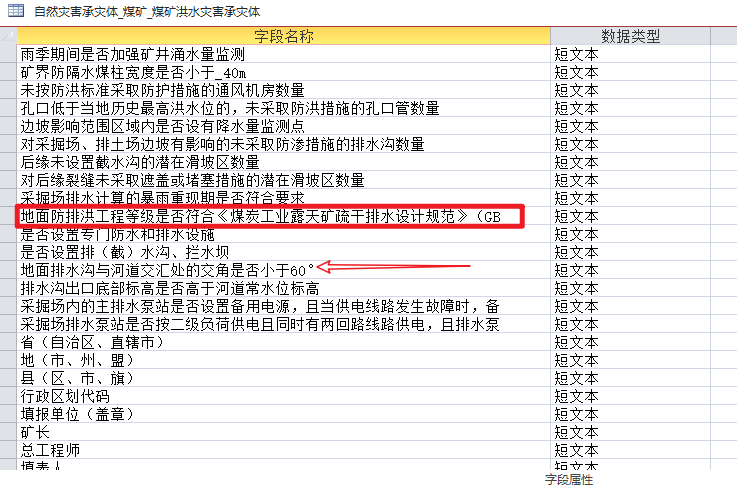 自然灾害承灾体_煤矿_煤矿洪水灾害承灾体
字段名称 数据类型
雨季期间是否加强矿井涌水量监测 短文本
矿界防隔水煤柱宽度是否小于_40m 短文本
未按防洪标准采取防护措施的通风机房数量 短文本
孔口低于当地历史最高洪水位的，未采取防洪措施的孔口管数量 短文本
边坡影响范围区域内是否设有降水量监测点 短文本
对采掘场、排土场边坡有影响的未采取防渗措施的排水沟数量 短文本
后缘未设置截水沟的潜在滑坡区数量 短文本
对后缘裂缝未采取遮盖或堵塞措施的潜在滑坡区数量 短文本
采掘场排水计算的暴雨重现期是否符合要求 短文本
地面防排洪工程等级是否符合《煤炭工业露天矿疏干排水设计规范》（GB 短文本
是否设置专门防水和排水设施 短文本
是否设置排（截）水沟、拦水坝 短文本
地面排水沟与河道交汇处的交角是否小于60° 短文本
排水沟出口底部标高是否高于河道常水位标高 短文本
采掘场内的主排水泵站是否设置备用电源，且当供电线路发生故障时，备 短文本
采掘场排水泵站是否按二级负荷供电且同时有两回路线路供电，且排水泵 短文本
省（自治区、直辖市） 短文本
地（市、州、盟） 短文本
县（区、市、旗） 短文本
行政区划代码 短文本
填报单位（盖章） 短文本
矿长 短文本
总工程师 短文本
填表人 短文本
字段属性